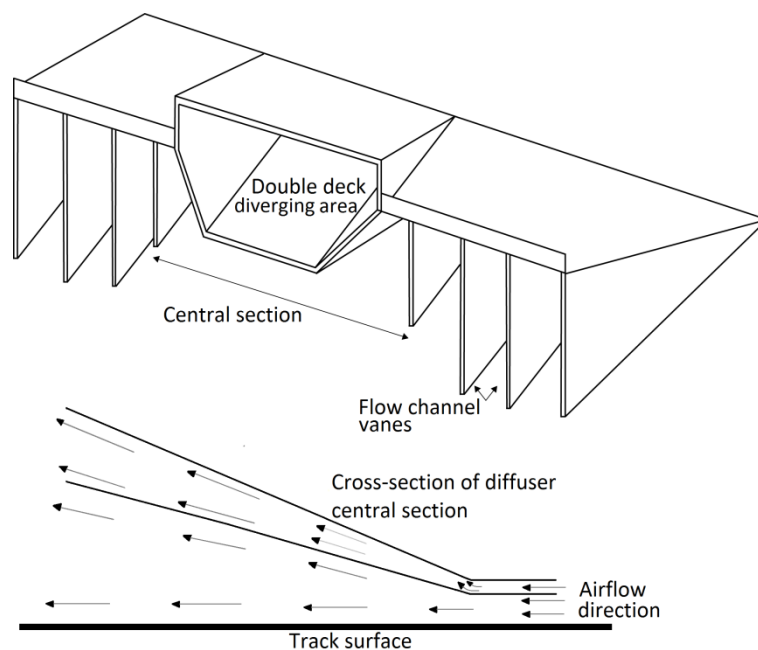 Double deck
diverging area
Central section
Flow channel
vanes
Cross-section of diffuser
central section
Airflow
direction
Track surface